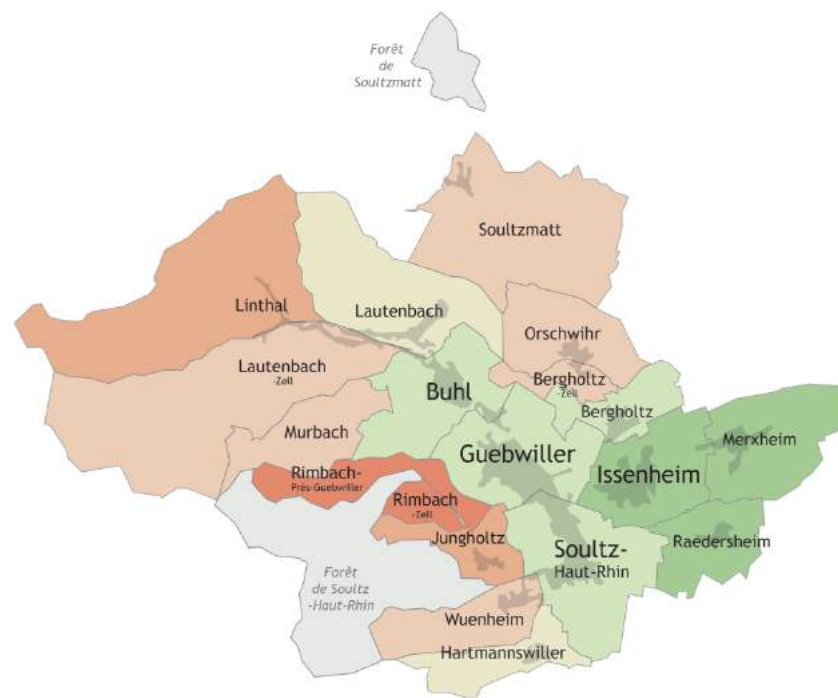 Forêt
de
Soultzmatt
Soultzmatt
Linthal
Lautenbach
Orschwihr
Lautenbach
-Zell
Bergholtz
-Zell
Buhl
Bergholtz
Murbach
Guebwiller
Merxheim
Issenheim
Rimbach-
Près-Guebwiller
Rimbach
-Zell
Jungholtz
Soultz-
Haut-Rhin
Raedersheim
Forêt
de Soultz
-Haut-Rhin
Wuenheim
Hartmannswiller